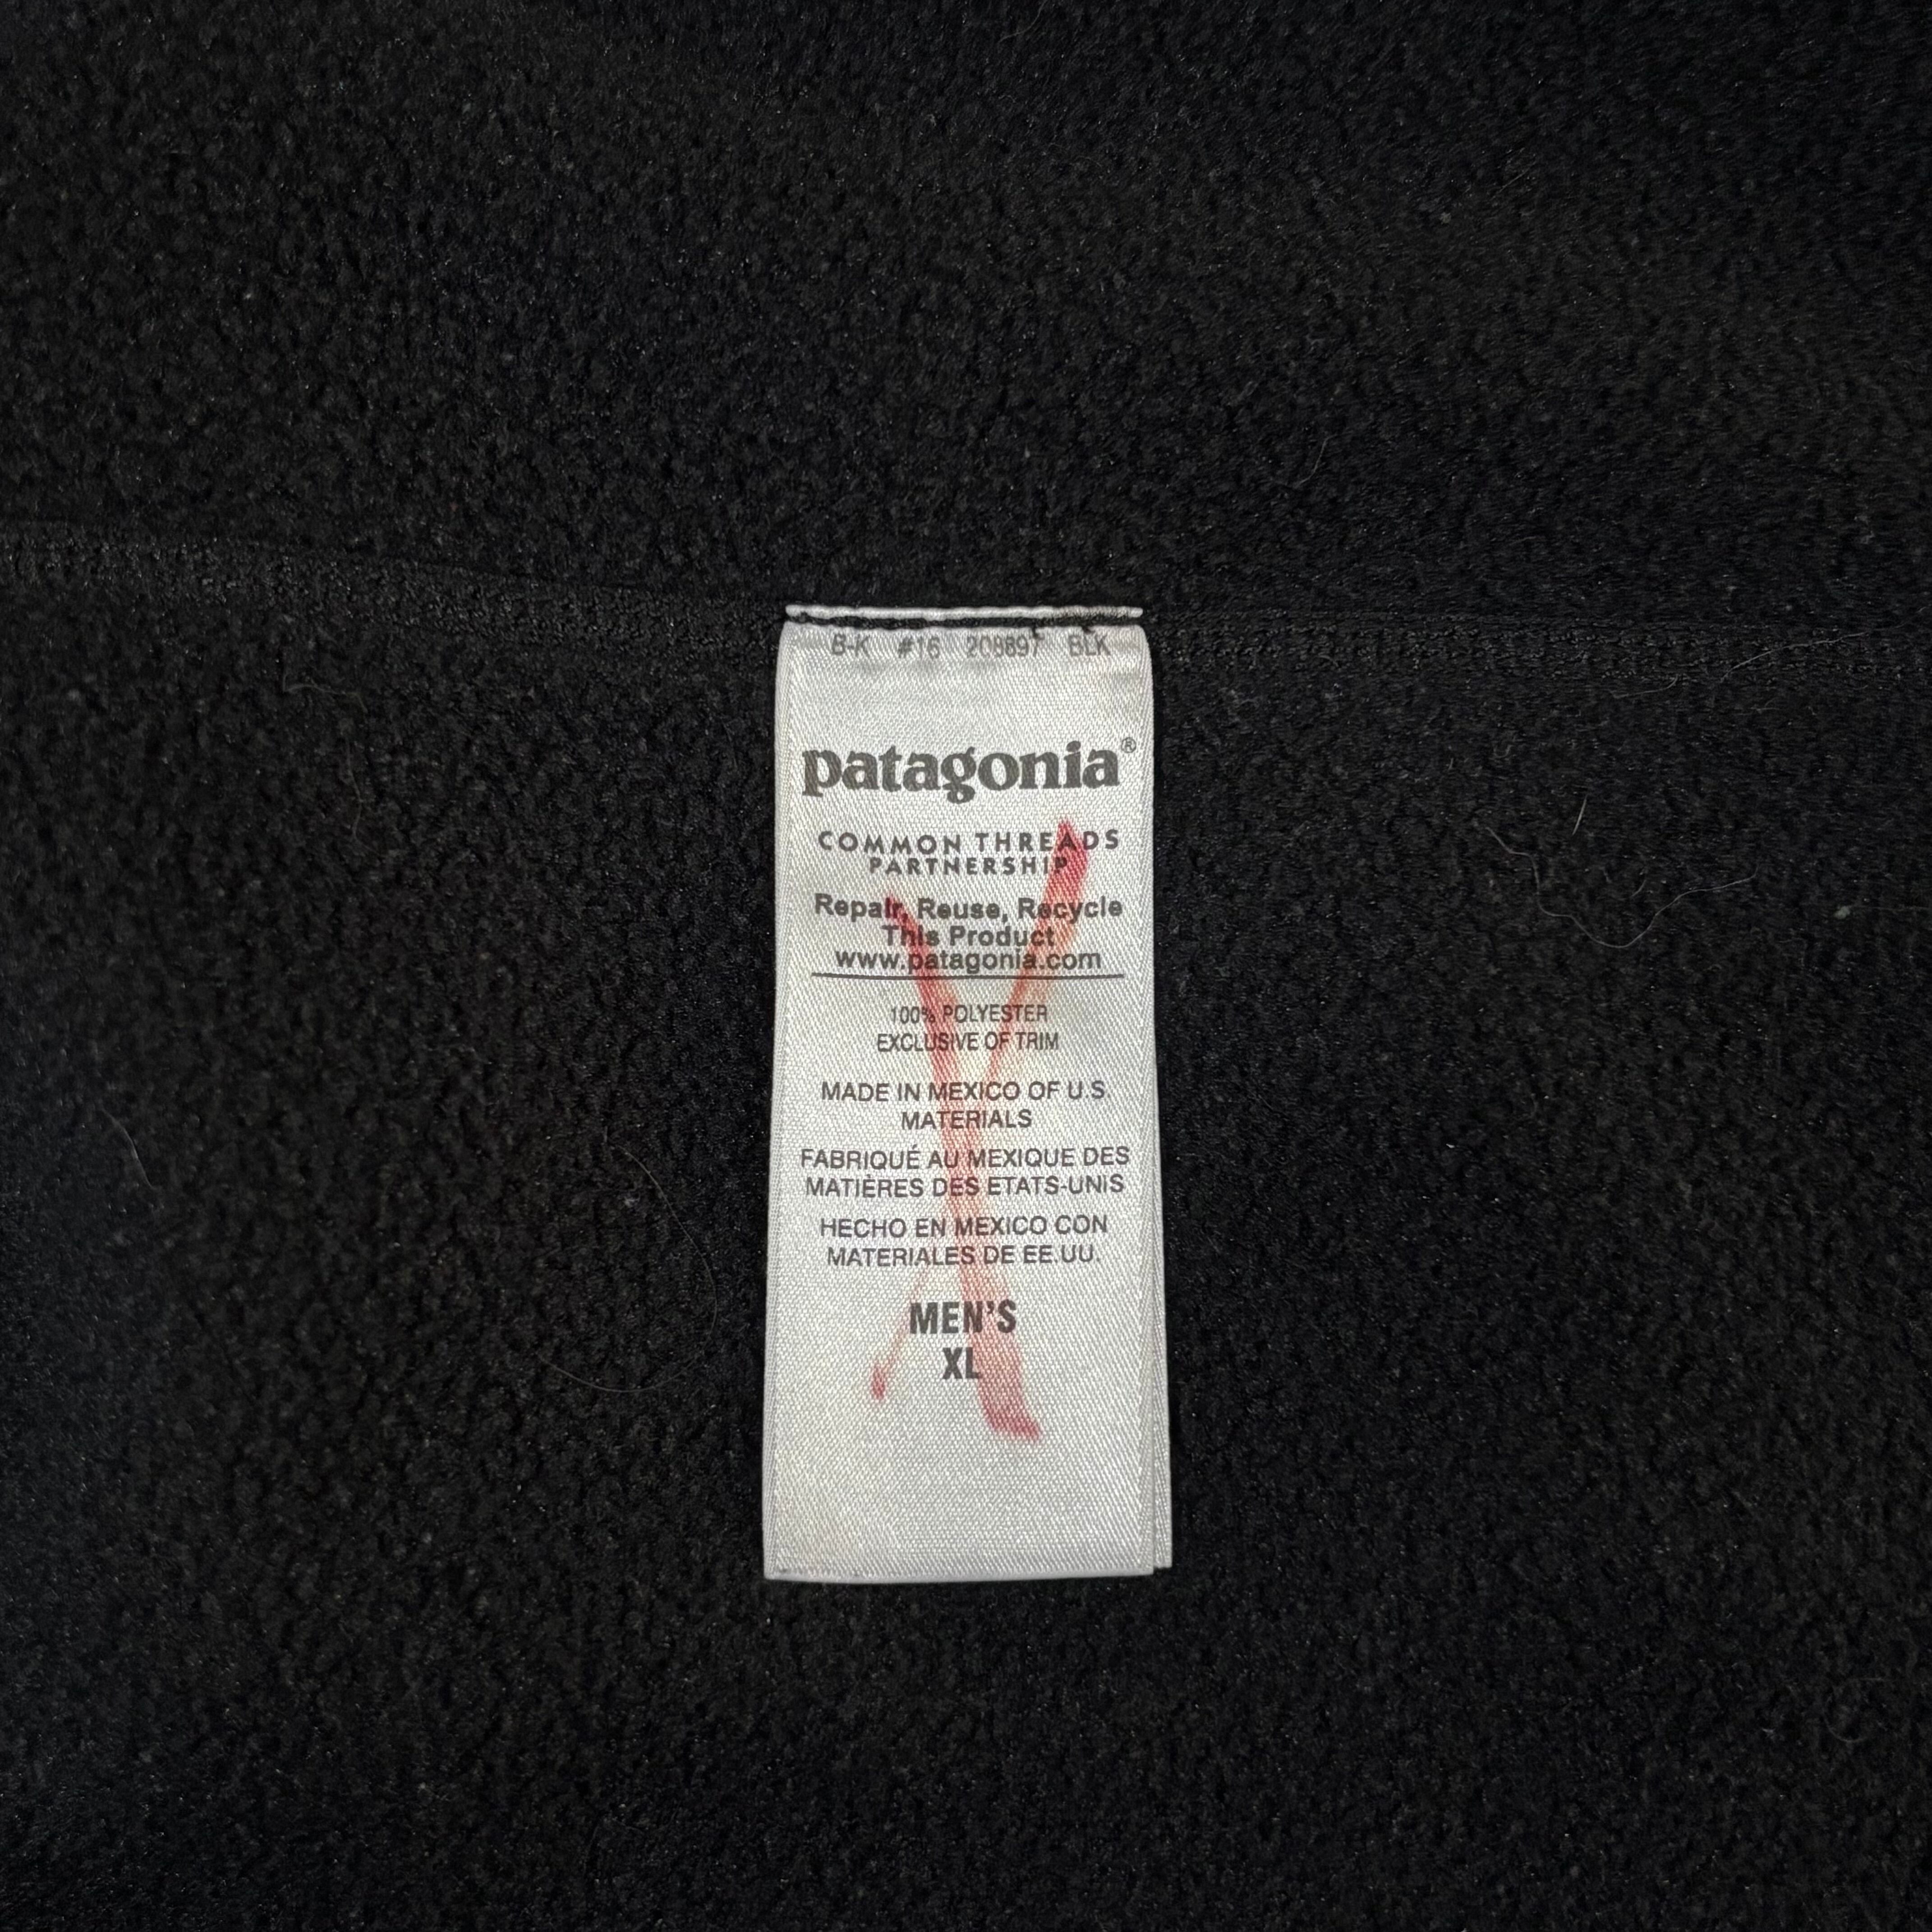 B-K #16 208897 BLK
patagonia®
COMMON THREADS
PARTNERSHIP
Repair, Reuse, Recycle
This Product
www.patagonia.com
100% POLYESTER
EXCLUSIVE OF TRIM
MADE IN MEXICO OF U.S.
MATERIALS
FABRIQUÉ AU MEXIQUE DES
MATIÈRES DES ETATS-UNIS
HECHO EN MEXICO CON
MATERIALES DE EE.UU.
MEN'S
XL